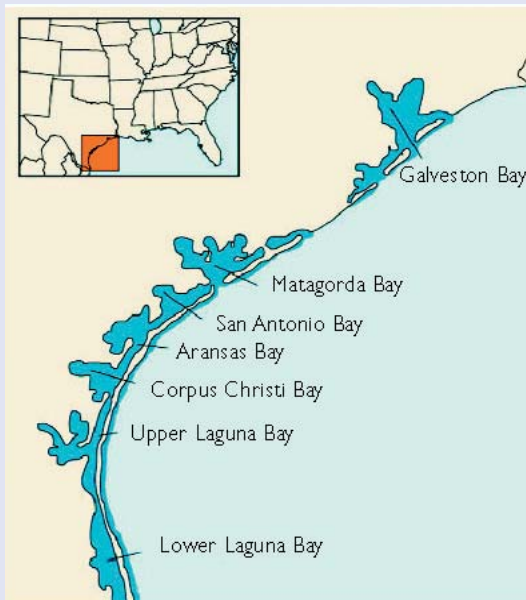 Galveston Bay
Matagorda Bay
San Antonio Bay
Aransas Bay
Corpus Christi Bay
Upper Laguna Bay
Lower Laguna Bay